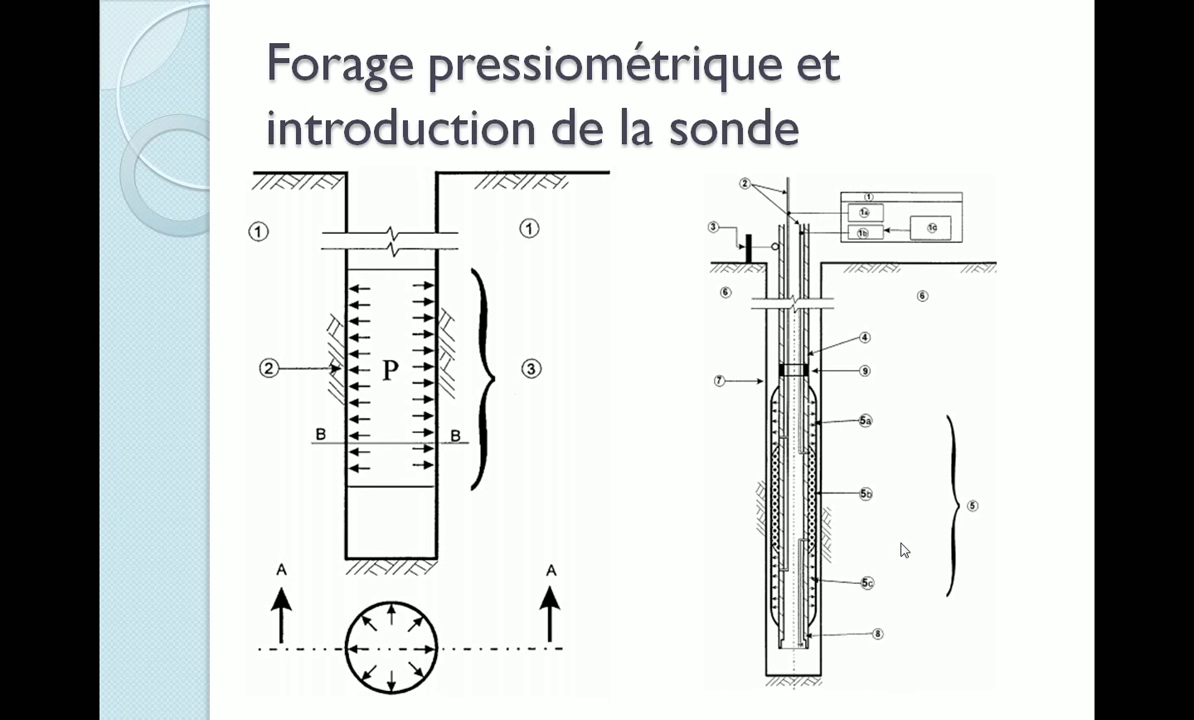 Forage pressiométrique et
introduction de la sonde
1
1
2
P
3
B
B
A
A
2
1
1a
1b
1c
3
6
6
4
9
7
5a
5b
5
5c
8